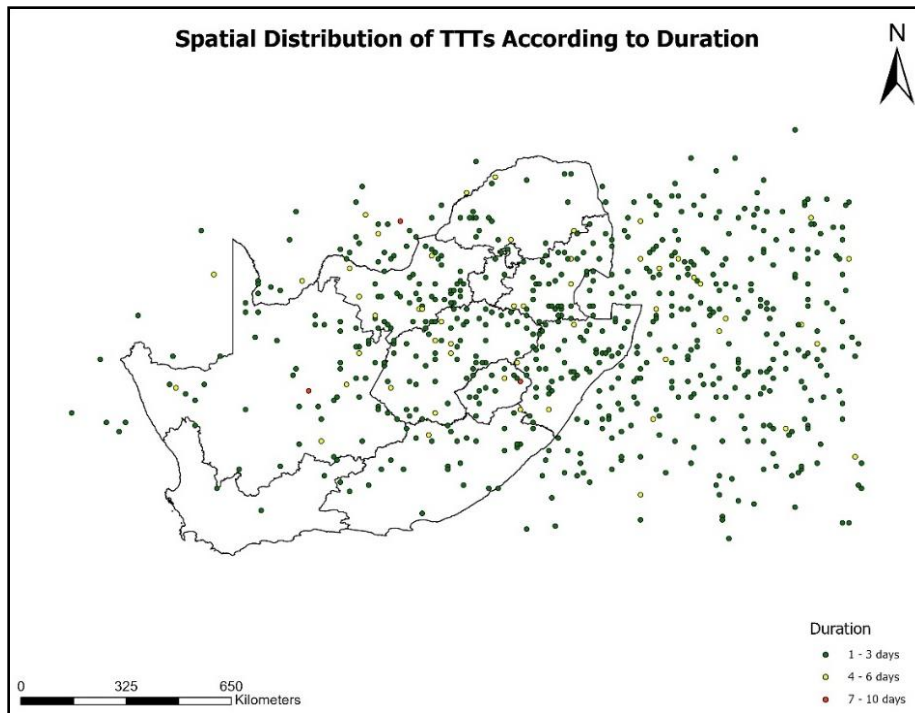 Spatial Distribution of TTTs According to Duration
N
Duration
1 - 3 days
4 - 6 days
7 - 10 days
0 325 650
Kilometers